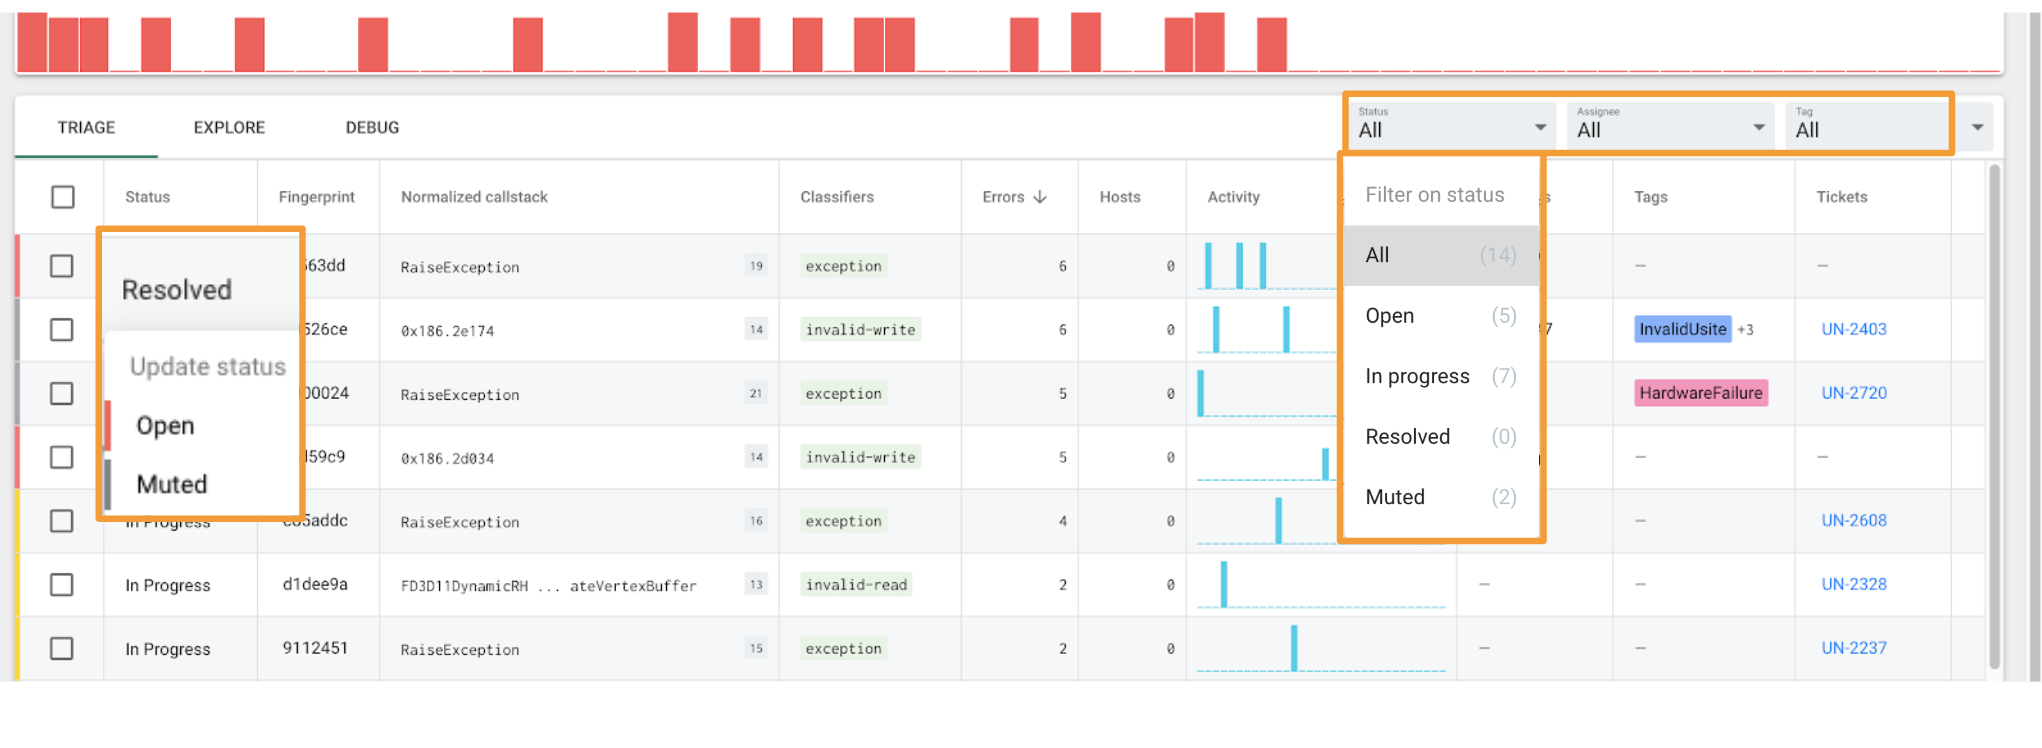 TRIAGE EXPLORE DEBUG
Status All
Assignee All
Tag All
Status Fingerprint Normalized callstack Classifiers Errors ↓ Hosts Activity Tags Tickets
63dd RaiseException 19 exception 6 0 – –
526ce 0x186.2e174 14 invalid-write 6 0 7 InvalidUsite +3 UN-2403
00024 RaiseException 21 exception 5 0 HardwareFailure UN-2720
59c9 0x186.2d034 14 invalid-write 5 0 – –
In Progress c85addc RaiseException 16 exception 4 0 – UN-2608
In Progress d1dee9a FD3D11DynamicRH ... ateVertexBuffer 13 invalid-read 2 0 – – UN-2328
In Progress 9112451 RaiseException 15 exception 2 0 – – UN-2237
Resolved
Update status
Open
Muted
Filter on status
All (14)
Open (5)
In progress (7)
Resolved (0)
Muted (2)